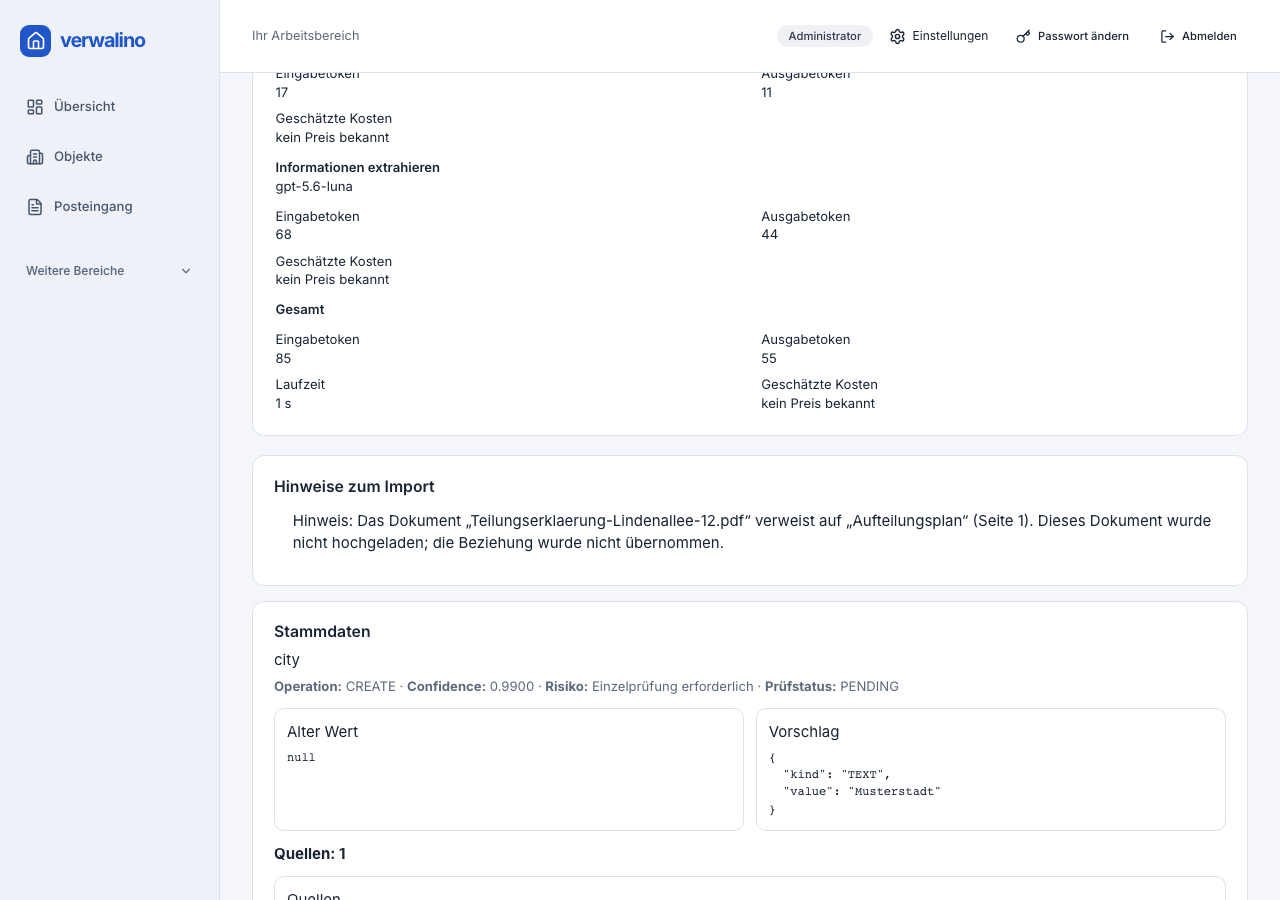 verwalino
Ihr Arbeitsbereich
Administrator
Einstellungen
Passwort ändern
Abmelden
Übersicht
Objekte
Posteingang
Weitere Bereiche
Eingabetoken
17
Ausgabetoken
11
Geschätzte Kosten
kein Preis bekannt
Informationen extrahieren
gpt-5.6-luna
Eingabetoken
68
Ausgabetoken
44
Geschätzte Kosten
kein Preis bekannt
Gesamt
Eingabetoken
85
Ausgabetoken
55
Laufzeit
1 s
Geschätzte Kosten
kein Preis bekannt
Hinweise zum Import
Hinweis: Das Dokument „Teilungserklaerung-Lindenallee-12.pdf“ verweist auf „Aufteilungsplan“ (Seite 1). Dieses Dokument wurde
nicht hochgeladen; die Beziehung wurde nicht übernommen.
Stammdaten
city
Operation: CREATE · Confidence: 0.9900 · Risiko: Einzelprüfung erforderlich · Prüfstatus: PENDING
Alter Wert
null
Vorschlag
{
"kind": "TEXT",
"value": "Musterstadt"
}
Quellen: 1
Quellen